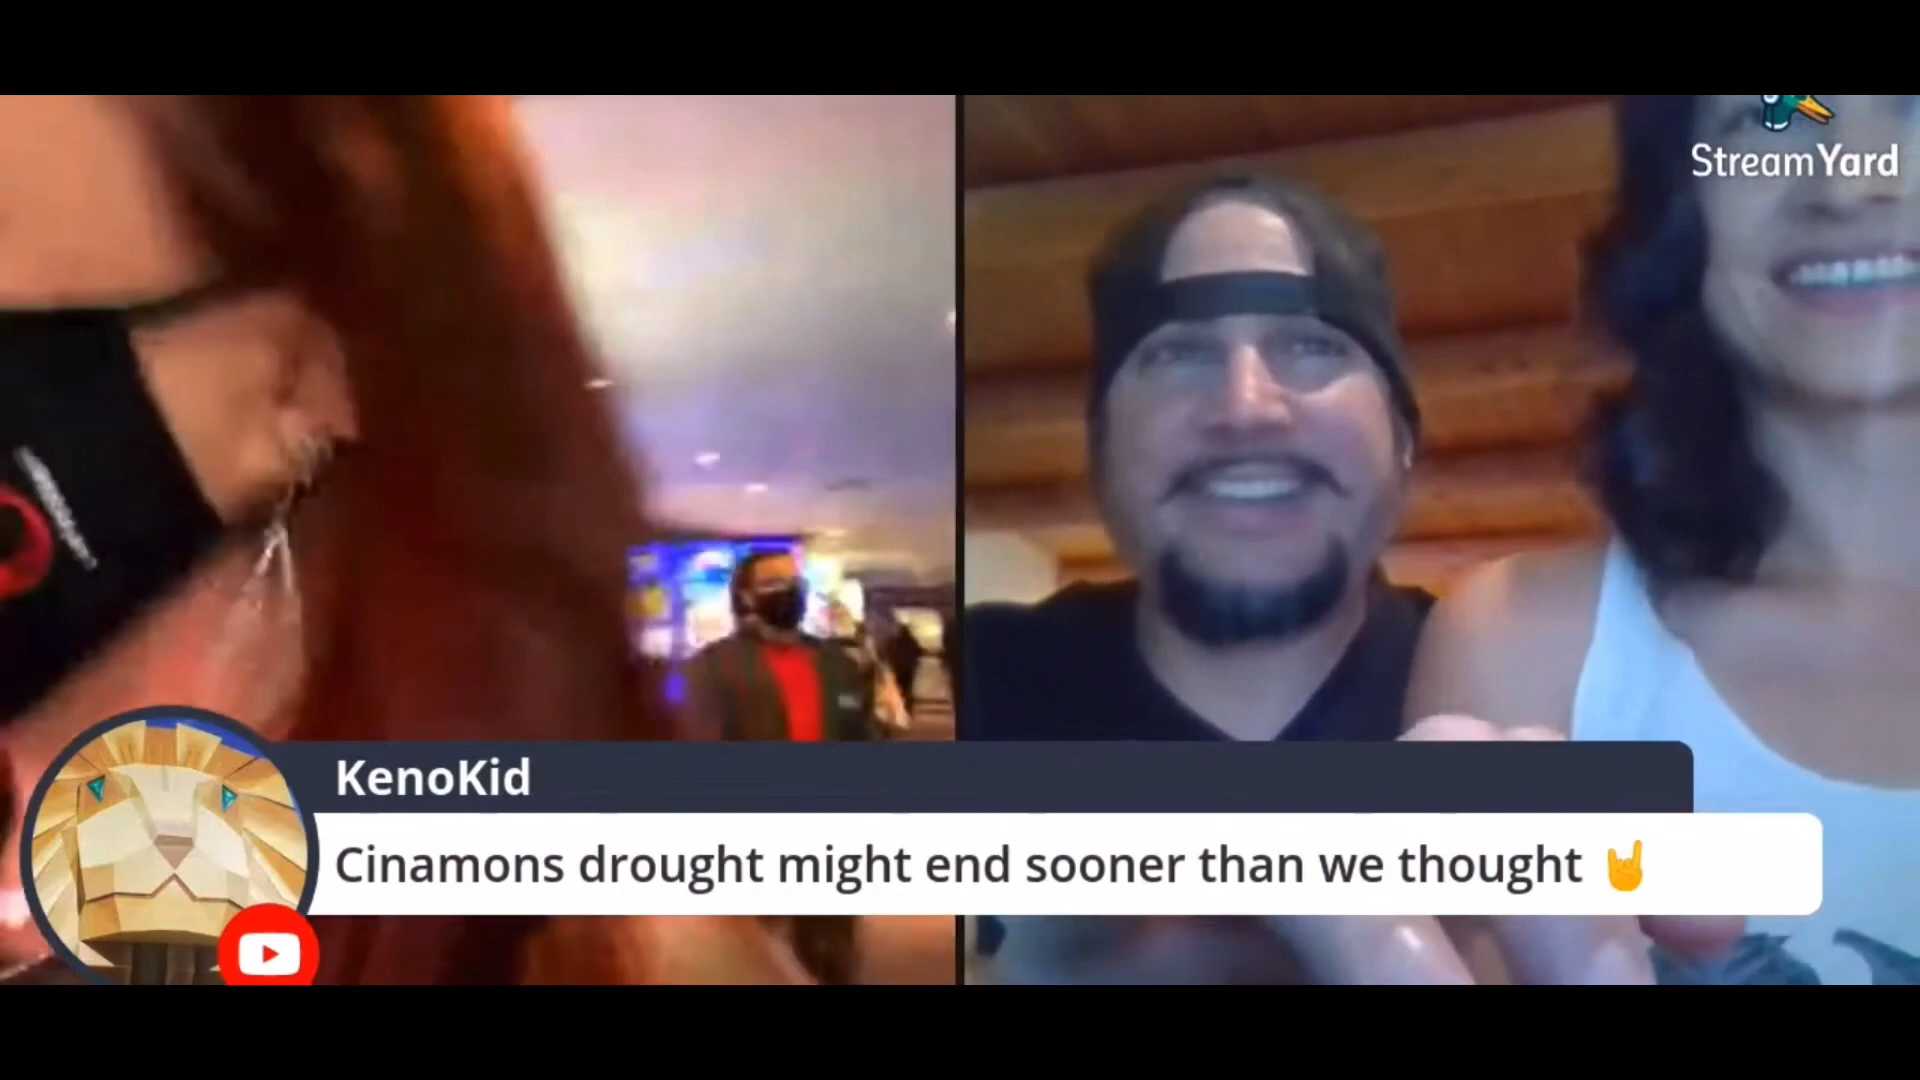 StreamYard
KenoKid
Cinamons drought might end sooner than we thought 🤘